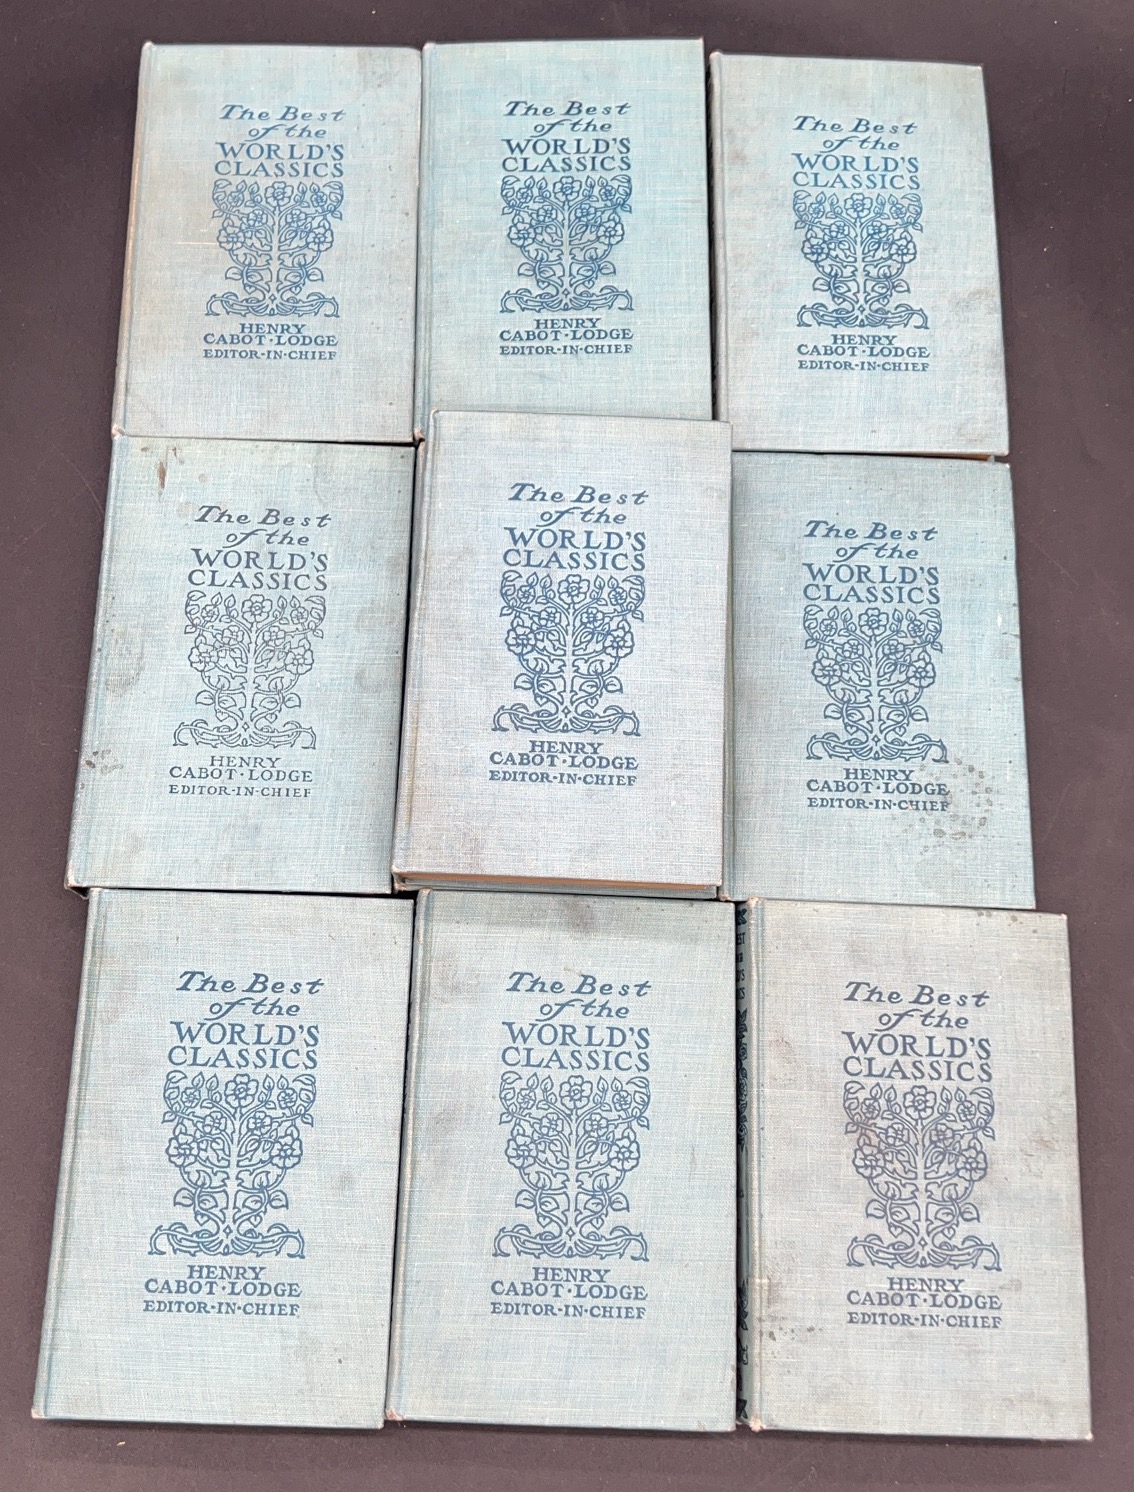 The Best
of the
WORLD'S
CLASSICS
HENRY
CABOT·LODGE
EDITOR-IN-CHIEF
The Best
of the
WORLD'S
CLASSICS
HENRY
CABOT·LODGE
EDITOR·IN·CHIEF
The Best
of the
WORLD'S
CLASSICS
HENRY
CABOT·LODGE
EDITOR-IN-CHIEF
The Best
of the
WORLD'S
CLASSICS
HENRY
CABOT·LODGE
EDITOR-IN-CHIEF
The Best
of the
WORLD'S
CLASSICS
HENRY
CABOT·LODGE
EDITOR-IN-CHIEF
The Best
of the
WORLD'S
CLASSICS
HENRY
CABOT·LODGE
EDITOR-IN-CHIEF
The Best
of the
WORLD'S
CLASSICS
HENRY
CABOT·LODGE
EDITOR-IN-CHIEF
The Best
of the
WORLD'S
CLASSICS
HENRY
CABOT·LODGE
EDITOR·IN·CHIEF
The Best
of the
WORLD'S
CLASSICS
HENRY
CABOT·LODGE
EDITOR-IN-CHIEF